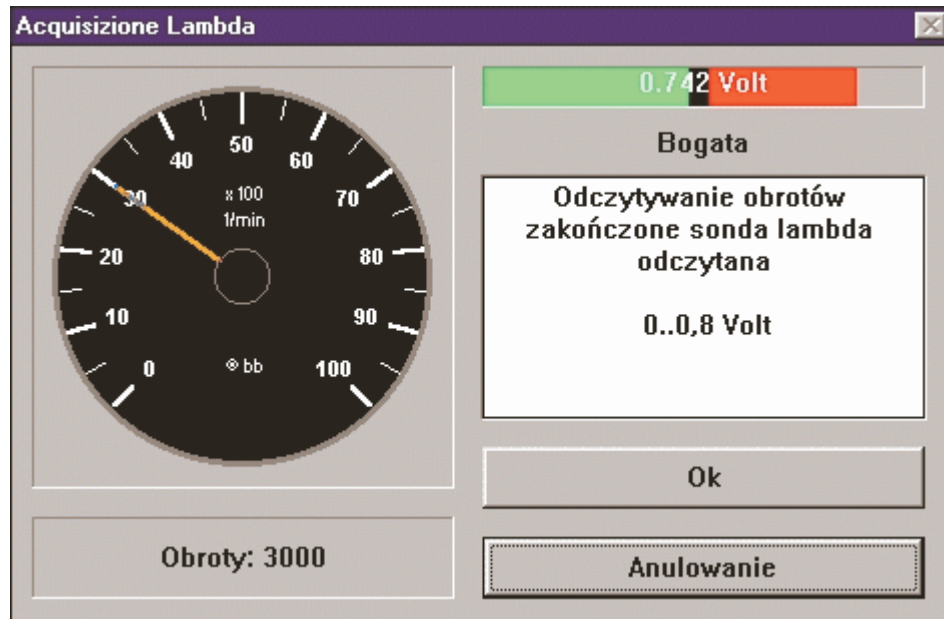 Acquisizione Lambda
0.742 Volt
Bogata
Odczytywanie obrotów
zakończone sonda lambda
odczytana
0..0,8 Volt
Ok
Anulowanie
0
10
20
30
40
50
60
70
80
90
100
x 100
1/min
⊗ bb
Obroty: 3000